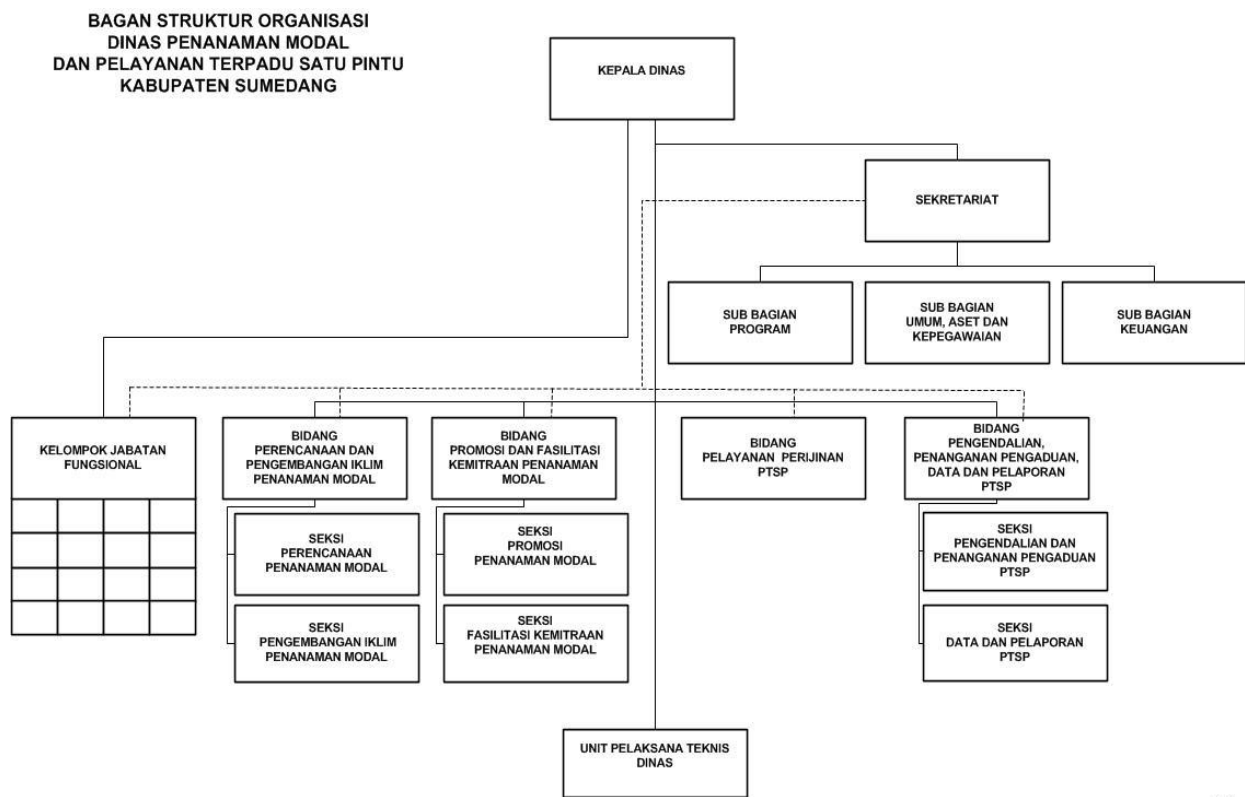 BAGAN STRUKTUR ORGANISASI
DINAS PENANAMAN MODAL
DAN PELAYANAN TERPADU SATU PINTU
KABUPATEN SUMEDANG
KEPALA DINAS
SEKRETARIAT
SUB BAGIAN
PROGRAM
SUB BAGIAN
UMUM, ASET DAN
KEPEGAWAIAN
SUB BAGIAN
KEUANGAN
KELOMPOK JABATAN
FUNGSIONAL
BIDANG
PERENCANAAN DAN
PENGEMBANGAN IKLIM
PENANAMAN MODAL
BIDANG
PROMOSI DAN FASILITASI
KEMITRAAN PENANAMAN
MODAL
BIDANG
PELAYANAN PERIJINAN
PTSP
BIDANG
PENGENDALIAN,
PENANGANAN PENGADUAN,
DATA DAN PELAPORAN
PTSP
SEKSI
PERENCANAAN
PENANAMAN MODAL
SEKSI
PROMOSI
PENANAMAN MODAL
SEKSI
PENGENDALIAN DAN
PENANGANAN PENGADUAN
PTSP
SEKSI
PENGEMBANGAN IKLIM
PENANAMAN MODAL
SEKSI
FASILITASI KEMITRAAN
PENANAMAN MODAL
SEKSI
DATA DAN PELAPORAN
PTSP
UNIT PELAKSANA TEKNIS
DINAS